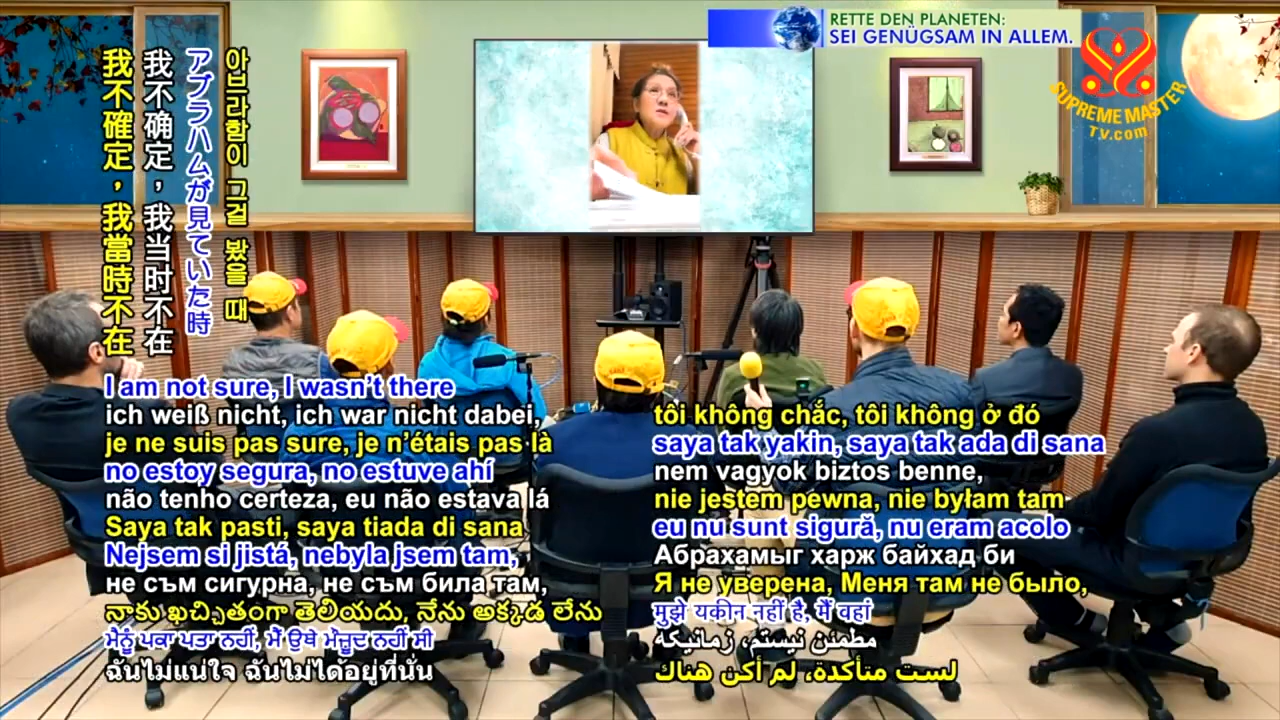 RETTE DEN PLANETEN:
SEI GENÜGSAM IN ALLEM.
SUPREME MASTER
TV.com
아브라함이 그걸 봤을 때
アブラハムが見ていた時
我不确定，我当时不在
我不確定，我當時不在
I am not sure, I wasn't there
ich weiß nicht, ich war nicht dabei,
je ne suis pas sure, je n'étais pas là
no estoy segura, no estuve ahí
não tenho certeza, eu não estava lá
Saya tak pasti, saya tiada di sana
Nejsem si jistá, nebyla jsem tam,
не съм сигурна, не съм била там,
నాకు ఖచ్చితంగా తెలియదు, నేను అక్కడ లేను
ਮੈਨੂੰ ਪਕਾ ਪਤਾ ਨਹੀਂ, ਮੈਂ ਉਥੇ ਮੌਜੂਦ ਨਹੀਂ ਸੀ
ฉันไม่แน่ใจ ฉันไม่ได้อยู่ที่นั่น
tôi không chắc, tôi không ở đó
saya tak yakin, saya tak ada di sana
nem vagyok biztos benne,
nie jestem pewna, nie byłam tam
eu nu sunt sigură, nu eram acolo
Абрахамыг харж байхад би
Я не уверена, Меня там не было,
मुझे यकीन नहीं है, मैं वहां
مطمئن نیستم، زمانیکه
لست متأكدة، لم أكن هناك